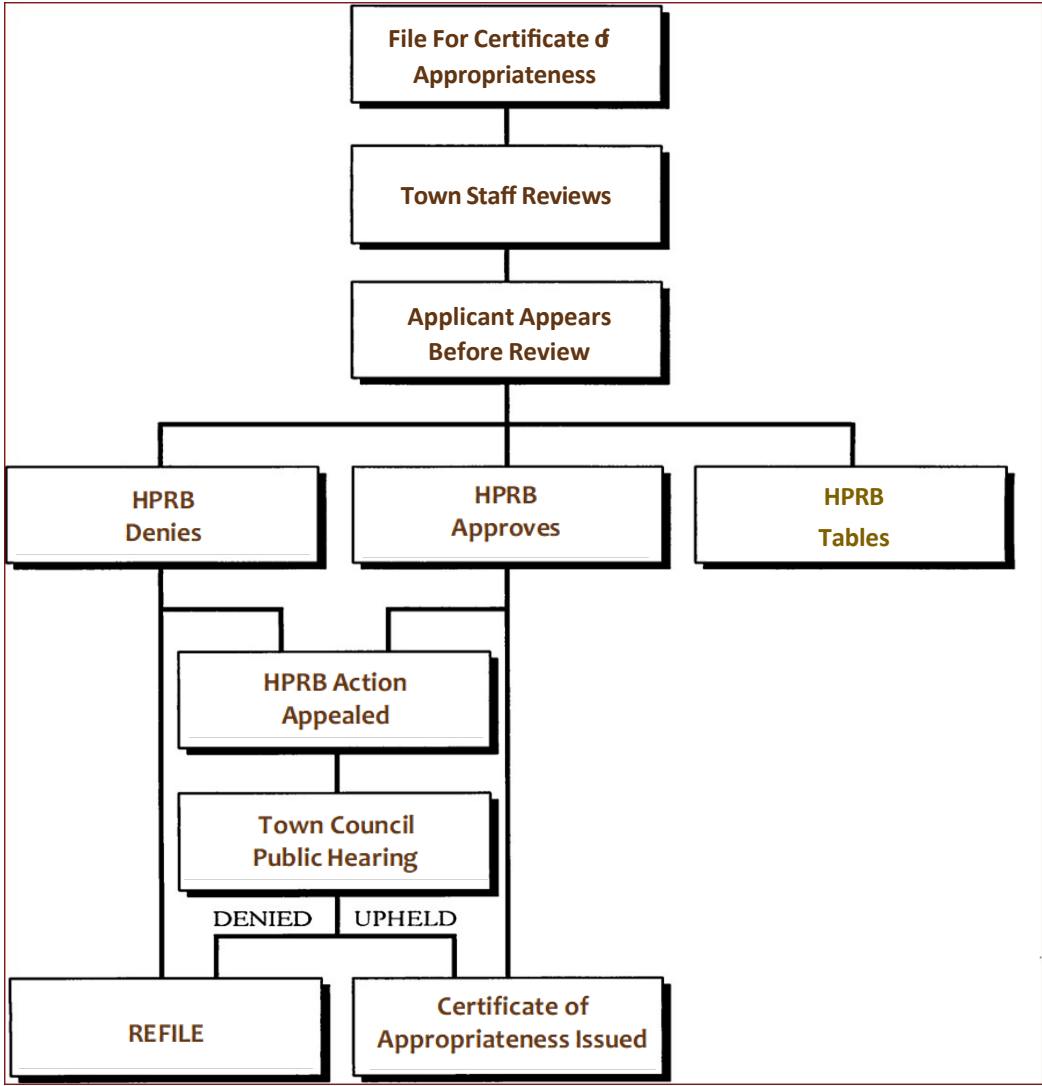 File For Certificate of
Appropriateness
Town Staff Reviews
Applicant Appears
Before Review
HPRB
Denies
HPRB
Approves
HPRB
Tables
HPRB Action
Appealed
Town Council
Public Hearing
DENIED UPHELD
REFILE
Certificate of
Appropriateness Issued